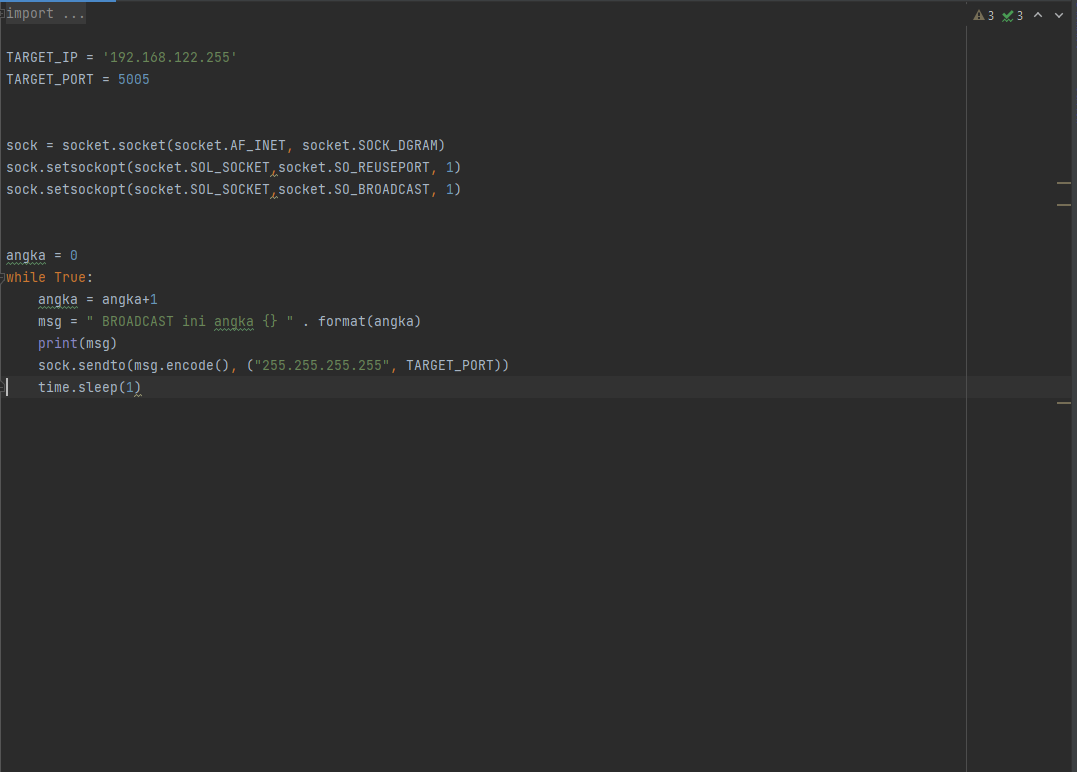 import ...
3 3
TARGET_IP = '192.168.122.255'
TARGET_PORT = 5005
sock = socket.socket(socket.AF_INET, socket.SOCK_DGRAM)
sock.setsockopt(socket.SOL_SOCKET,socket.SO_REUSEPORT, 1)
sock.setsockopt(socket.SOL_SOCKET,socket.SO_BROADCAST, 1)
angka = 0
while True:
    angka = angka+1
    msg = " BROADCAST ini angka {} " . format(angka)
    print(msg)
    sock.sendto(msg.encode(), ("255.255.255.255", TARGET_PORT))
    time.sleep(1)